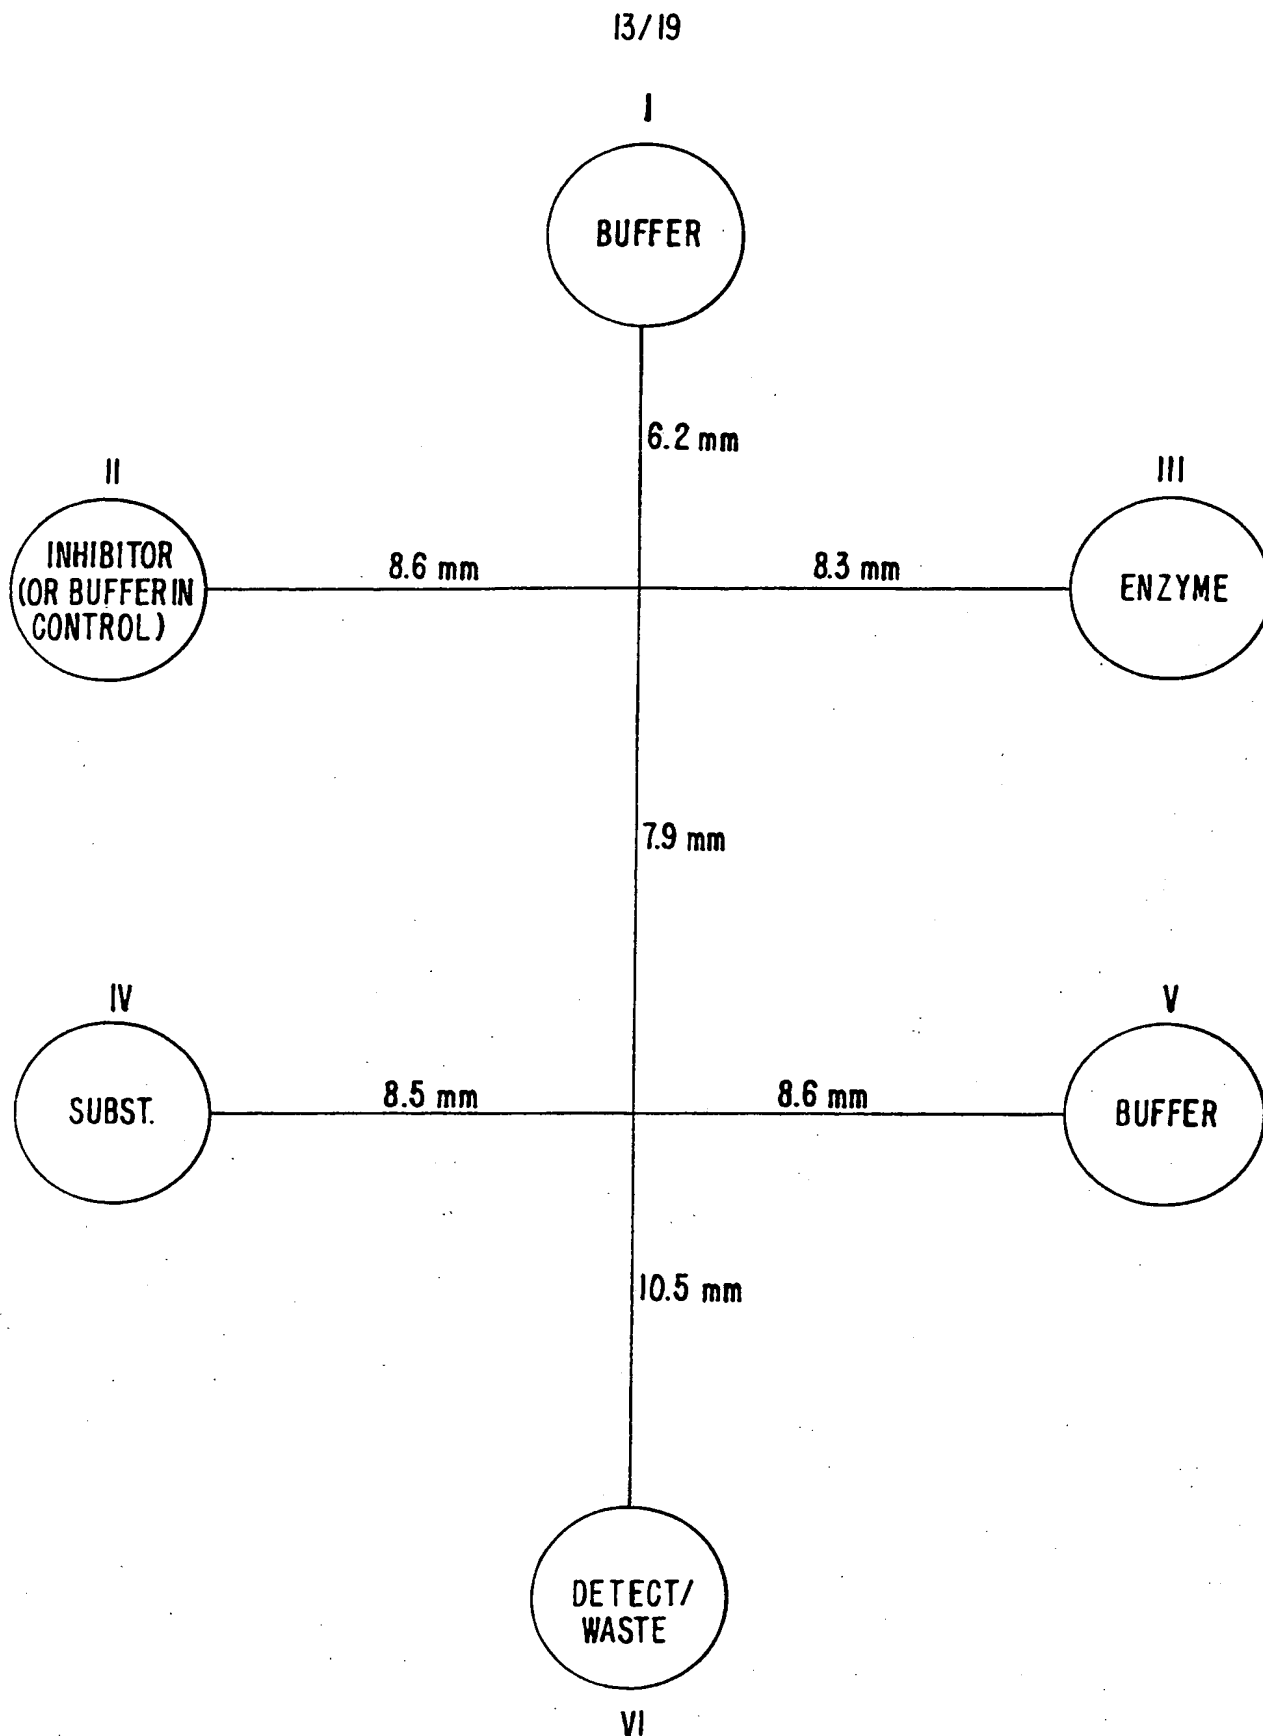 13/19
I
BUFFER
6.2 mm
II
INHIBITOR
(OR BUFFER IN
CONTROL)
8.6 mm
8.3 mm
III
ENZYME
7.9 mm
IV
SUBST.
8.5 mm
8.6 mm
V
BUFFER
10.5 mm
DETECT/
WASTE
VI